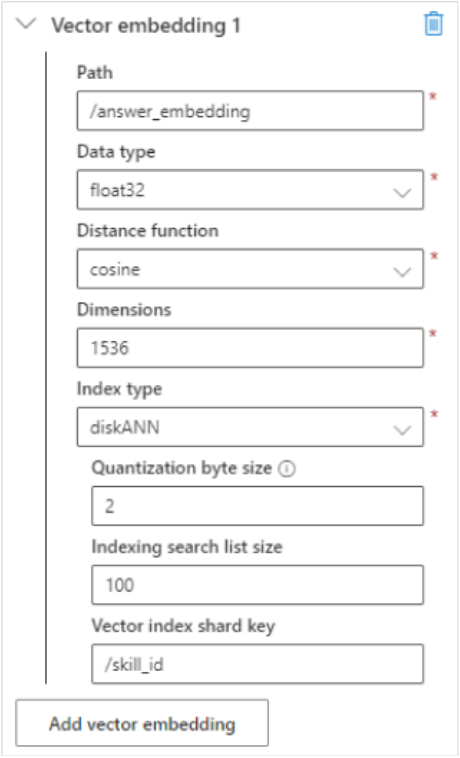 Vector embedding 1
Path
/answer_embedding
*
Data type
float32
*
Distance function
cosine
*
Dimensions
1536
*
Index type
diskANN
*
Quantization byte size
2
Indexing search list size
100
Vector index shard key
/skill_id
Add vector embedding